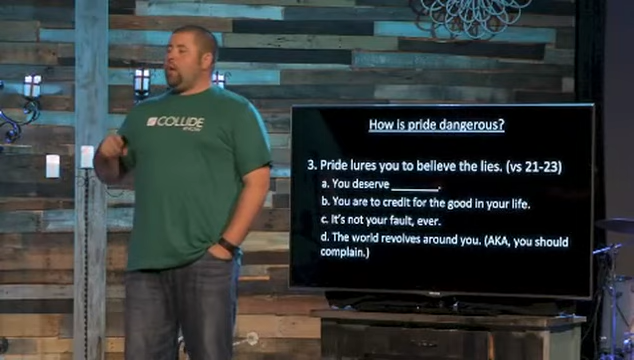 COLLIDE
How is pride dangerous?
3. Pride lures you to believe the lies. (vs 21-23)
a. You deserve ________.
b. You are to credit for the good in your life.
c. It's not your fault, ever.
d. The world revolves around you. (AKA, you should
complain.)